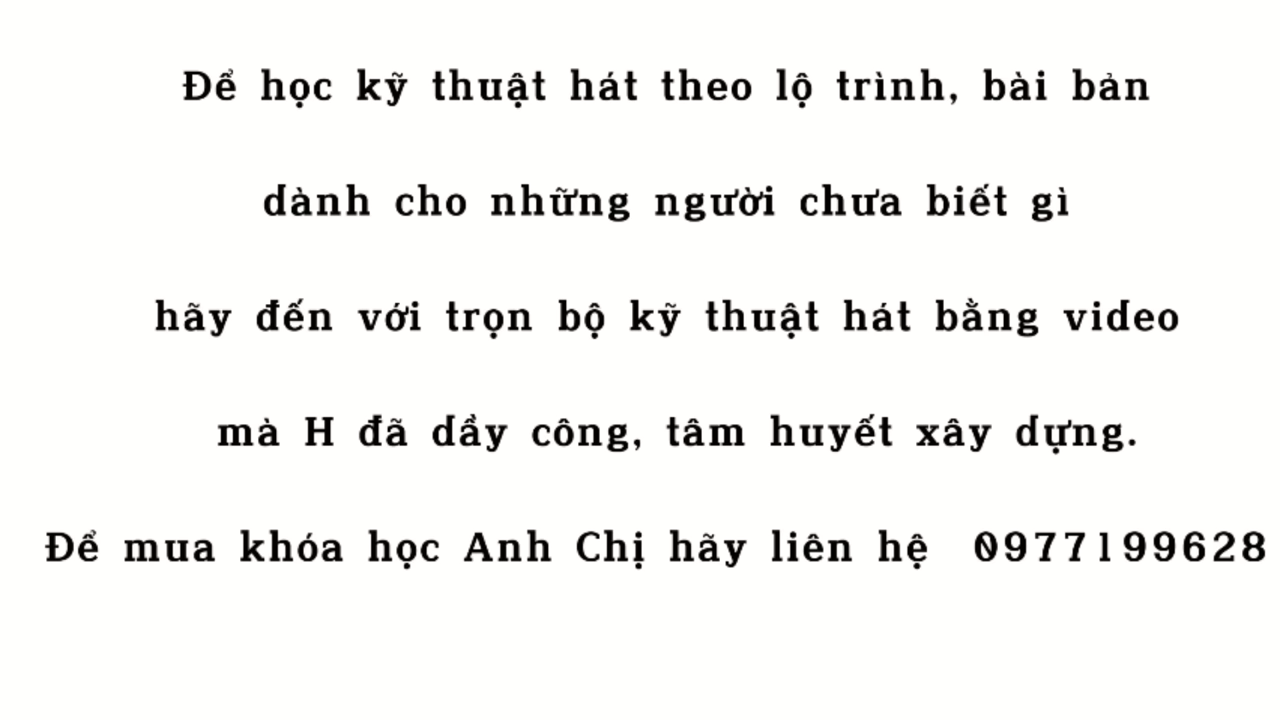 Để học kỹ thuật hát theo lộ trình, bài bản
dành cho những người chưa biết gì
hãy đến với trọn bộ kỹ thuật hát bằng video
mà H đã dầy công, tâm huyết xây dựng.
Để mua khóa học Anh Chị hãy liên hệ 0977199628